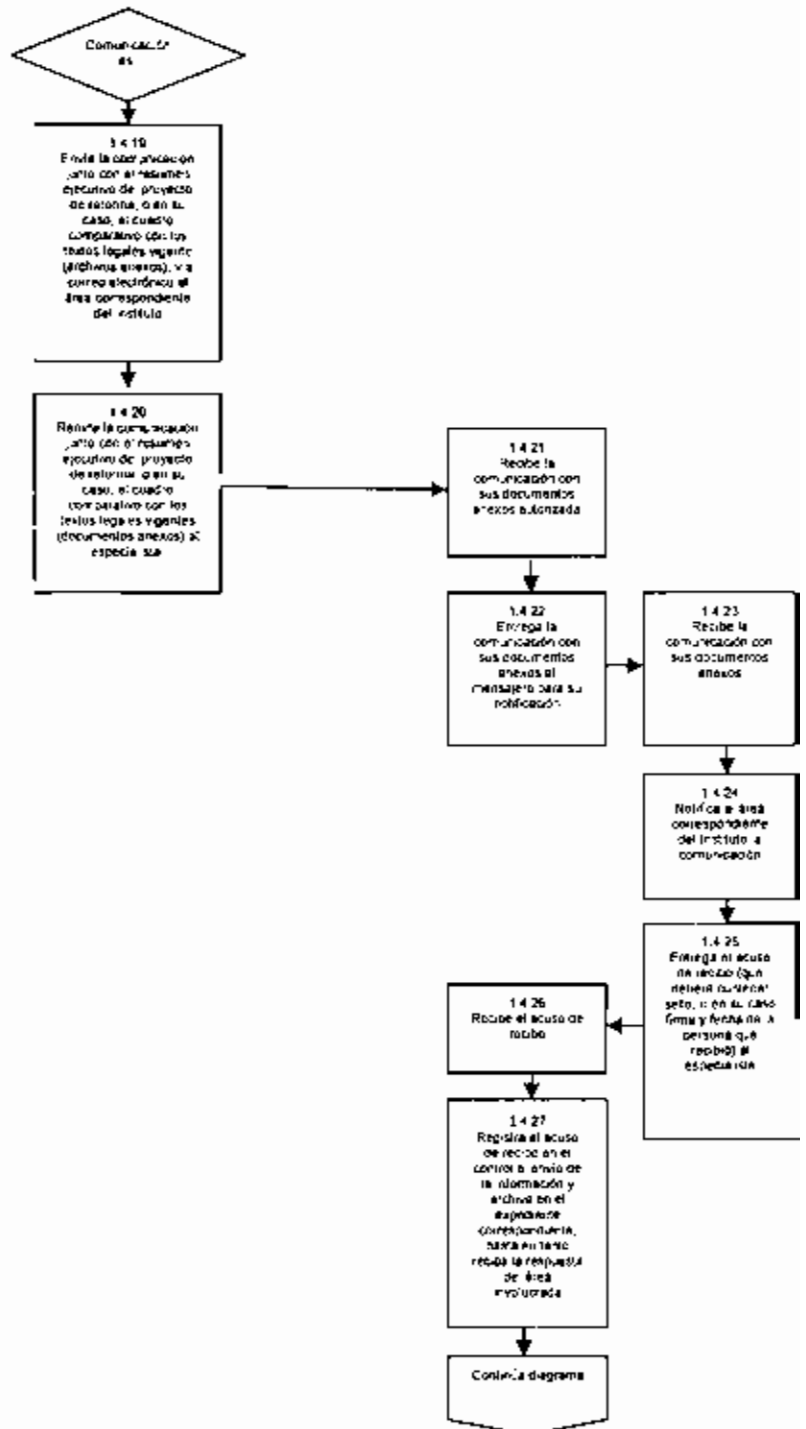 Comunicación
es
1.4.19
Envía la comunicación
junto con el resumen
ejecutivo del proyecto
de reforma, o en su
caso, el cuadro
comparativo con los
textos legales vigente
(archivos anexos), vía
correo electrónico al
área correspondiente
del Instituto
1.4.20
Remite la comunicación
junto con el resumen
ejecutivo del proyecto
de reforma o en su
caso, el cuadro
comparativo con los
textos legales vigentes
(documentos anexos) al
especialista
1.4.21
Recibe la
comunicación con
sus documentos
anexos autorizada
1.4.22
Entrega la
comunicación con
sus documentos
anexos al
mensajero para su
notificación
1.4.23
Recibe la
comunicación con
sus documentos
anexos
1.4.24
Notifica al área
correspondiente
del Instituto la
comunicación
1.4.25
Entrega el acuse
de recibo (que
deberá contener
sello, o en su caso
firma y fecha de la
persona que
recibió) al
especialista
1.4.26
Recibe el acuse de
recibo
1.4.27
Registra el acuse
de recibo en el
control de envío de
la información y
archiva en el
expediente
correspondiente,
hasta en tanto
reciba la respuesta
del área
involucrada
Continúa diagrama